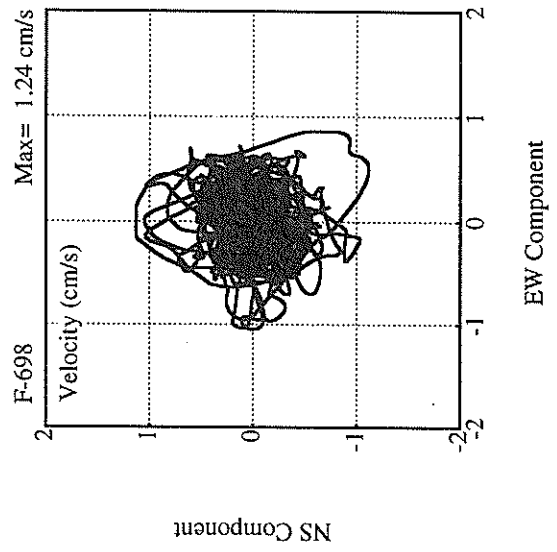 F-698 Max= 1.24 cm/s
Velocity (cm/s)
NS Component
2
1
0
-1
-2
-2
-1
0
1
2
EW Component